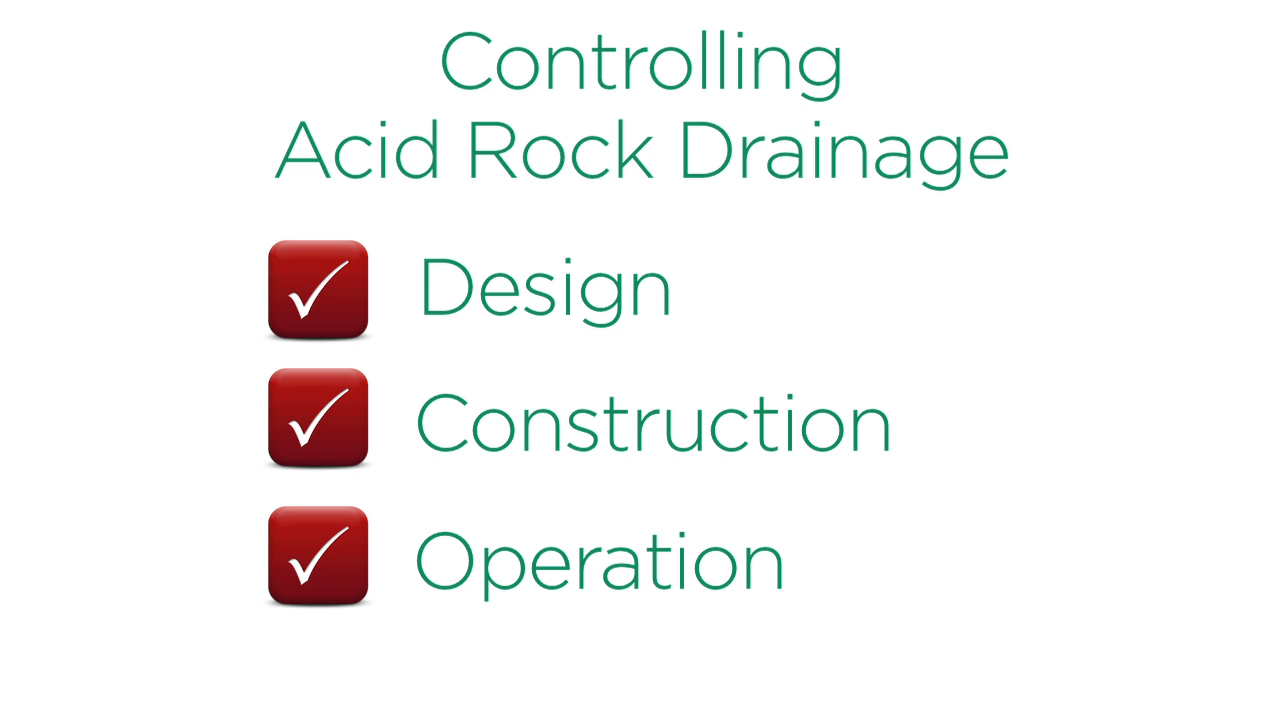 Controlling
Acid Rock Drainage
Design
Construction
Operation